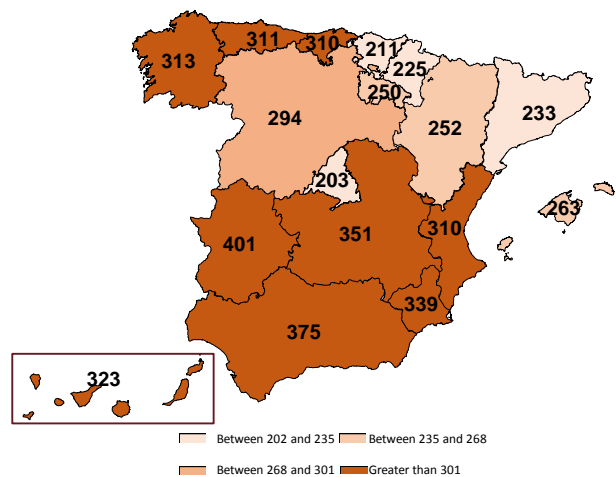 311 310 211
313 225
250
294 252 233
203
263
401 351 310
339
375
323
Between 202 and 235 Between 235 and 268
Between 268 and 301 Greater than 301